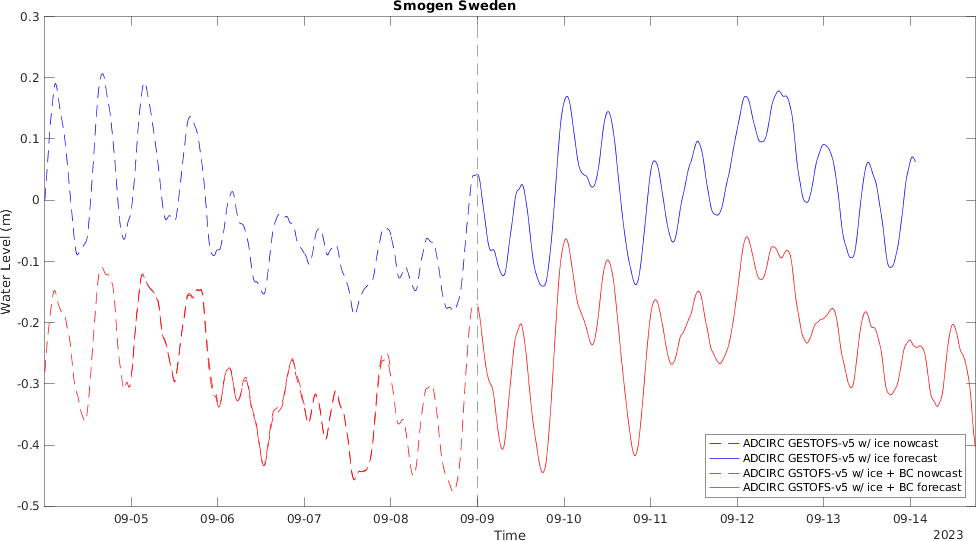 Smogen Sweden
0.3
0.2
0.1
0
-0.1
-0.2
-0.3
-0.4
-0.5
Water Level (m)
ADCIRC GESTOFS-v5 w/ ice nowcast
ADCIRC GESTOFS-v5 w/ ice forecast
ADCIRC GSTOFS-v5 w/ ice + BC nowcast
ADCIRC GSTOFS-v5 w/ ice + BC forecast
09-05 09-06 09-07 09-08 09-09 09-10 09-11 09-12 09-13 09-14
Time
2023